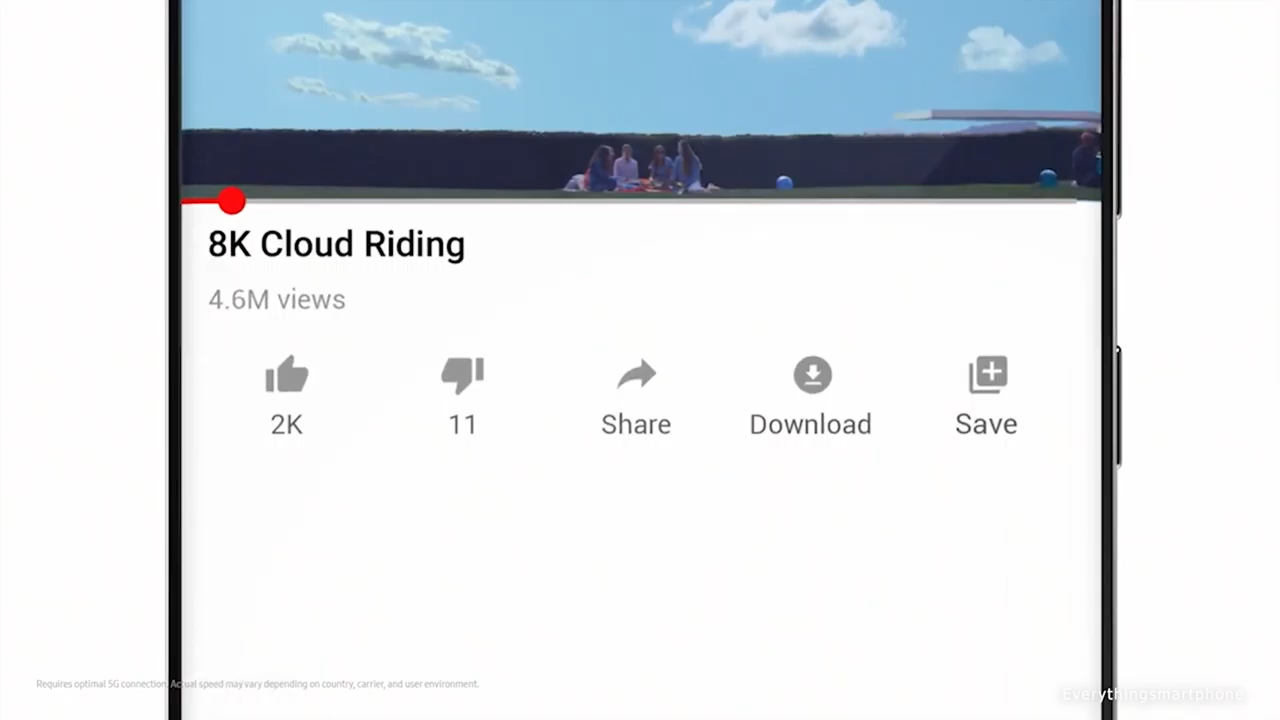 8K Cloud Riding
4.6M views
2K
11
Share
Download
Save
Requires optimal 5G connection. Actual speed may vary depending on country, carrier, and user environment.
Everythingsmartphone